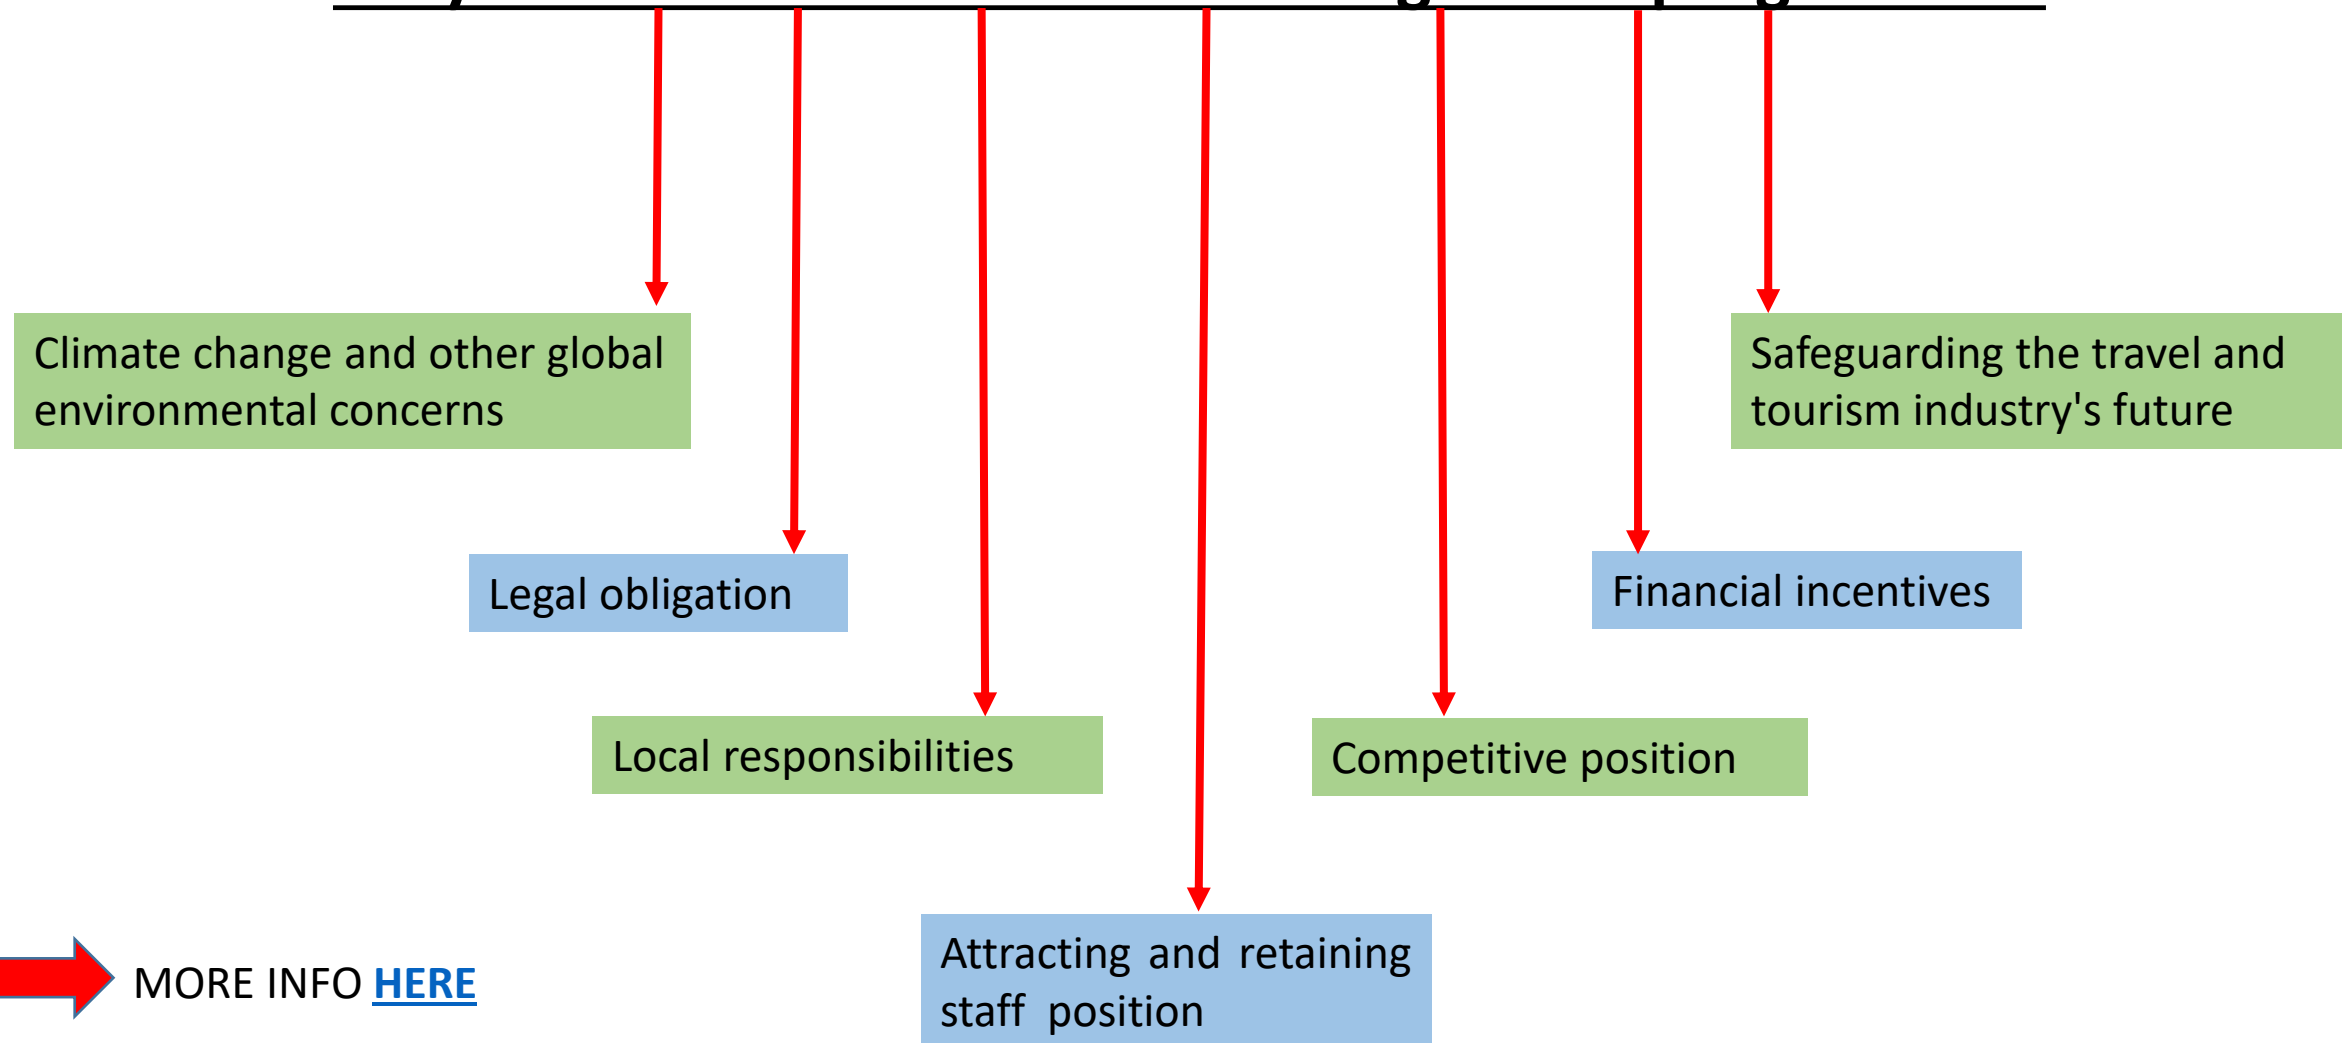 Climate change and other global
environmental concerns
Safeguarding the travel and
tourism industry's future
Legal obligation
Financial incentives
Local responsibilities
Competitive position
Attracting and retaining
staff position
MORE INFO HERE